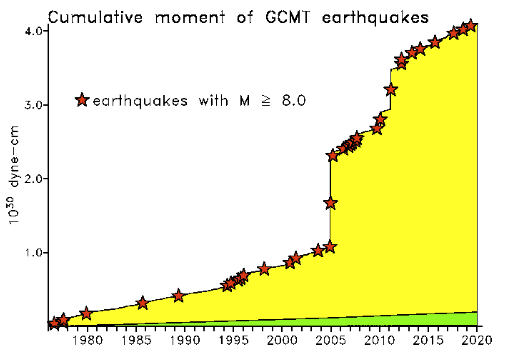 Cumulative moment of GCMT earthquakes
4.0
earthquakes with M ≥ 8.0
3.0
2.0
1.0
10³⁰ dyne-cm
1980 1985 1990 1995 2000 2005 2010 2015 2020